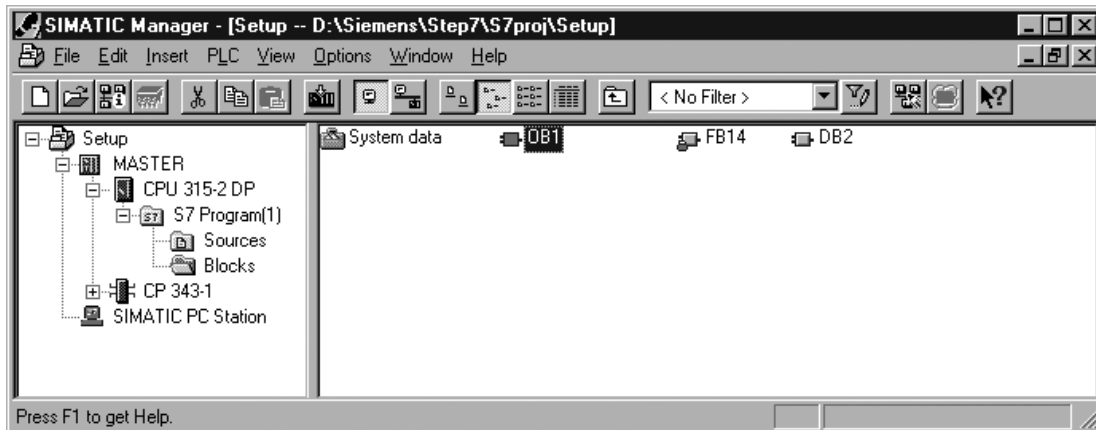 SIMATIC Manager - [Setup -- D:\Siemens\Step7\S7proj\Setup]
File Edit Insert PLC View Options Window Help
< No Filter >
Setup
MASTER
CPU 315-2 DP
S7 Program(1)
Sources
Blocks
CP 343-1
SIMATIC PC Station
System data OB1 FB14 DB2
Press F1 to get Help.